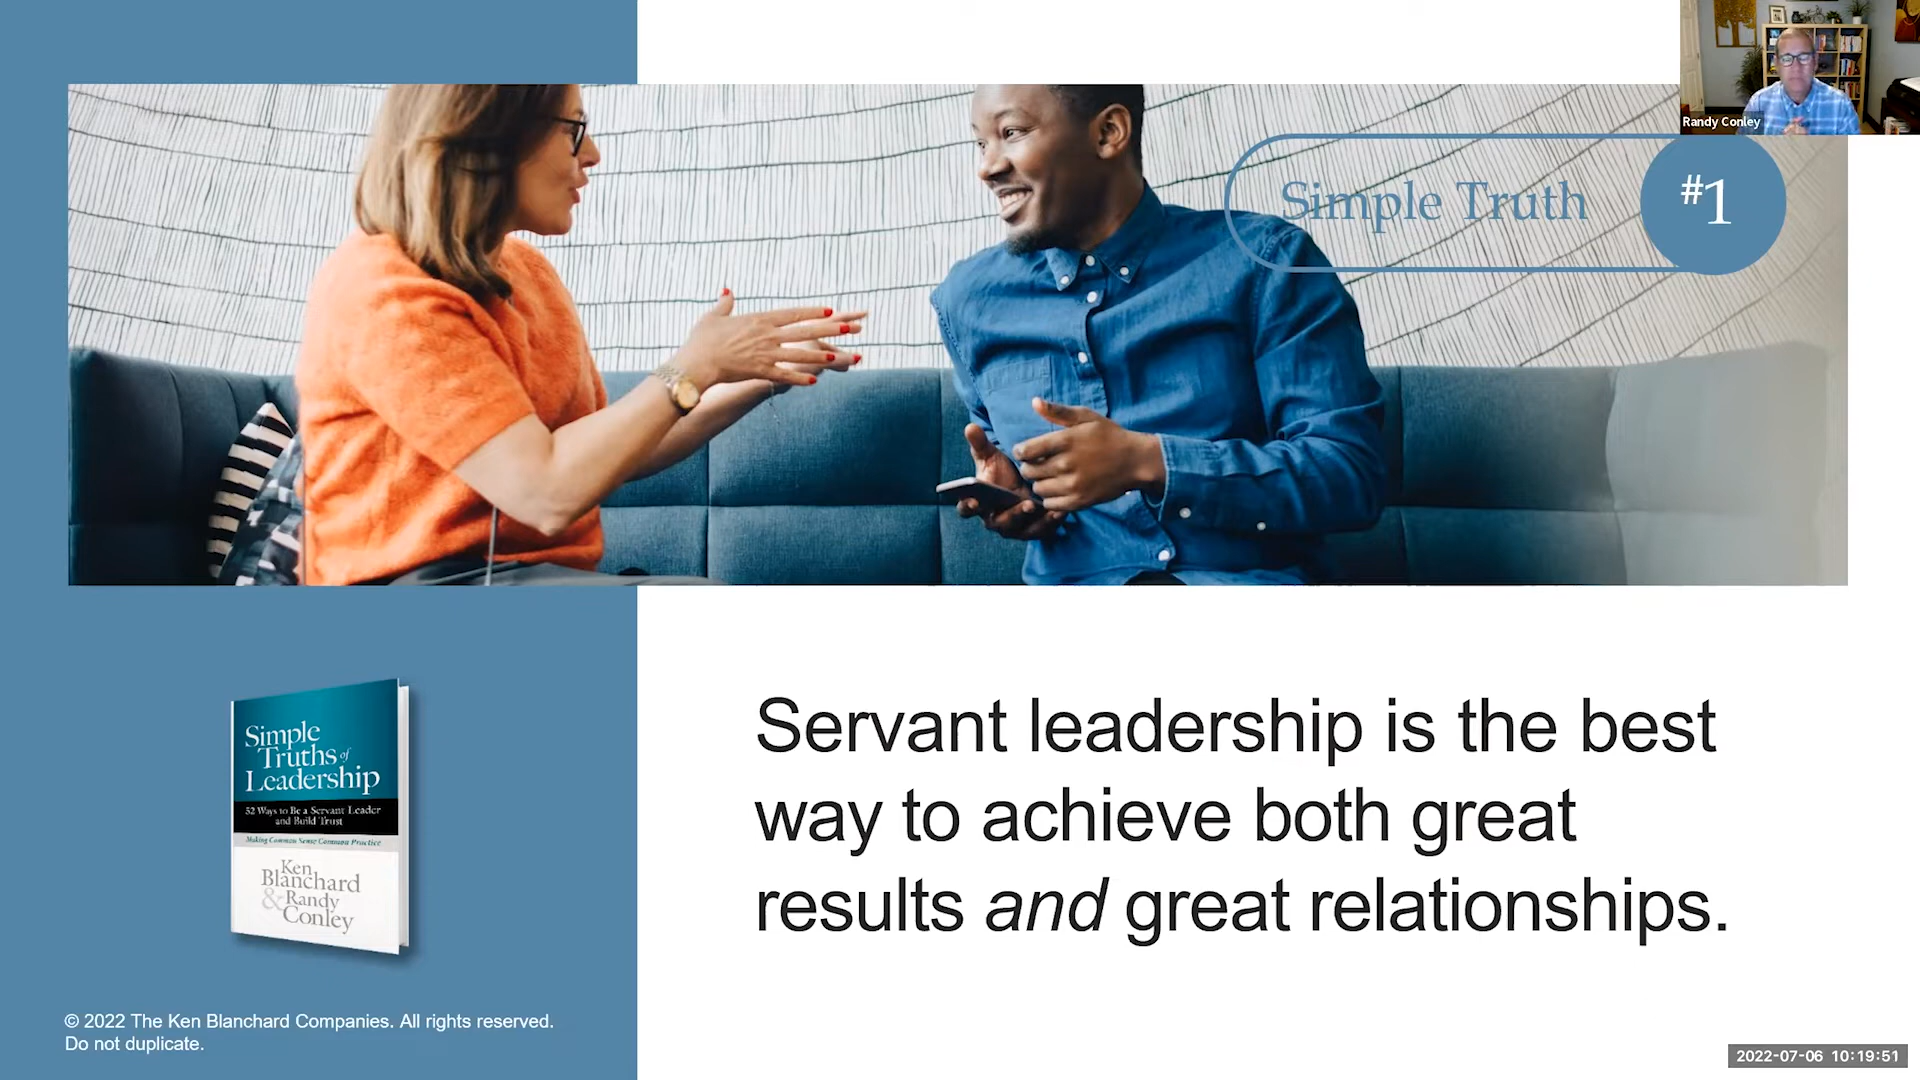 Randy Conley
Simple Truth
#1
Servant leadership is the best
way to achieve both great
results and great relationships.
Simple
Truths of
Leadership
52 Ways to Be a Servant Leader
and Build Trust
Making Common Sense Common Practice
Ken
Blanchard
& Randy
Conley
© 2022 The Ken Blanchard Companies. All rights reserved.
Do not duplicate.
2022-07-06 10:19:51